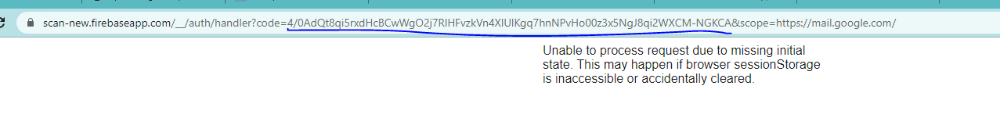 scan-new.firebaseapp.com/__/auth/handler?code=4/0AdQt8qi5rxdHcBCwWgO2j7RIHFvzkVn4XIUIKgq7hnNPvHo00z3x5NgJ8qi2WXCM-NGKCA&scope=https://mail.google.com/
Unable to process request due to missing initial
state. This may happen if browser sessionStorage
is inaccessible or accidentally cleared.